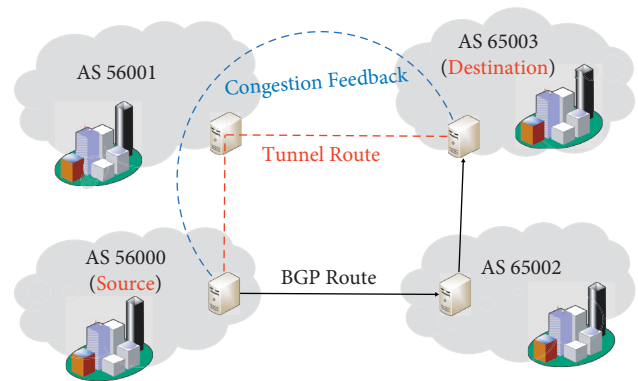 AS 56001
AS 65003
(Destination)
Congestion Feedback
Tunnel Route
AS 56000
(Source)
BGP Route
AS 65002